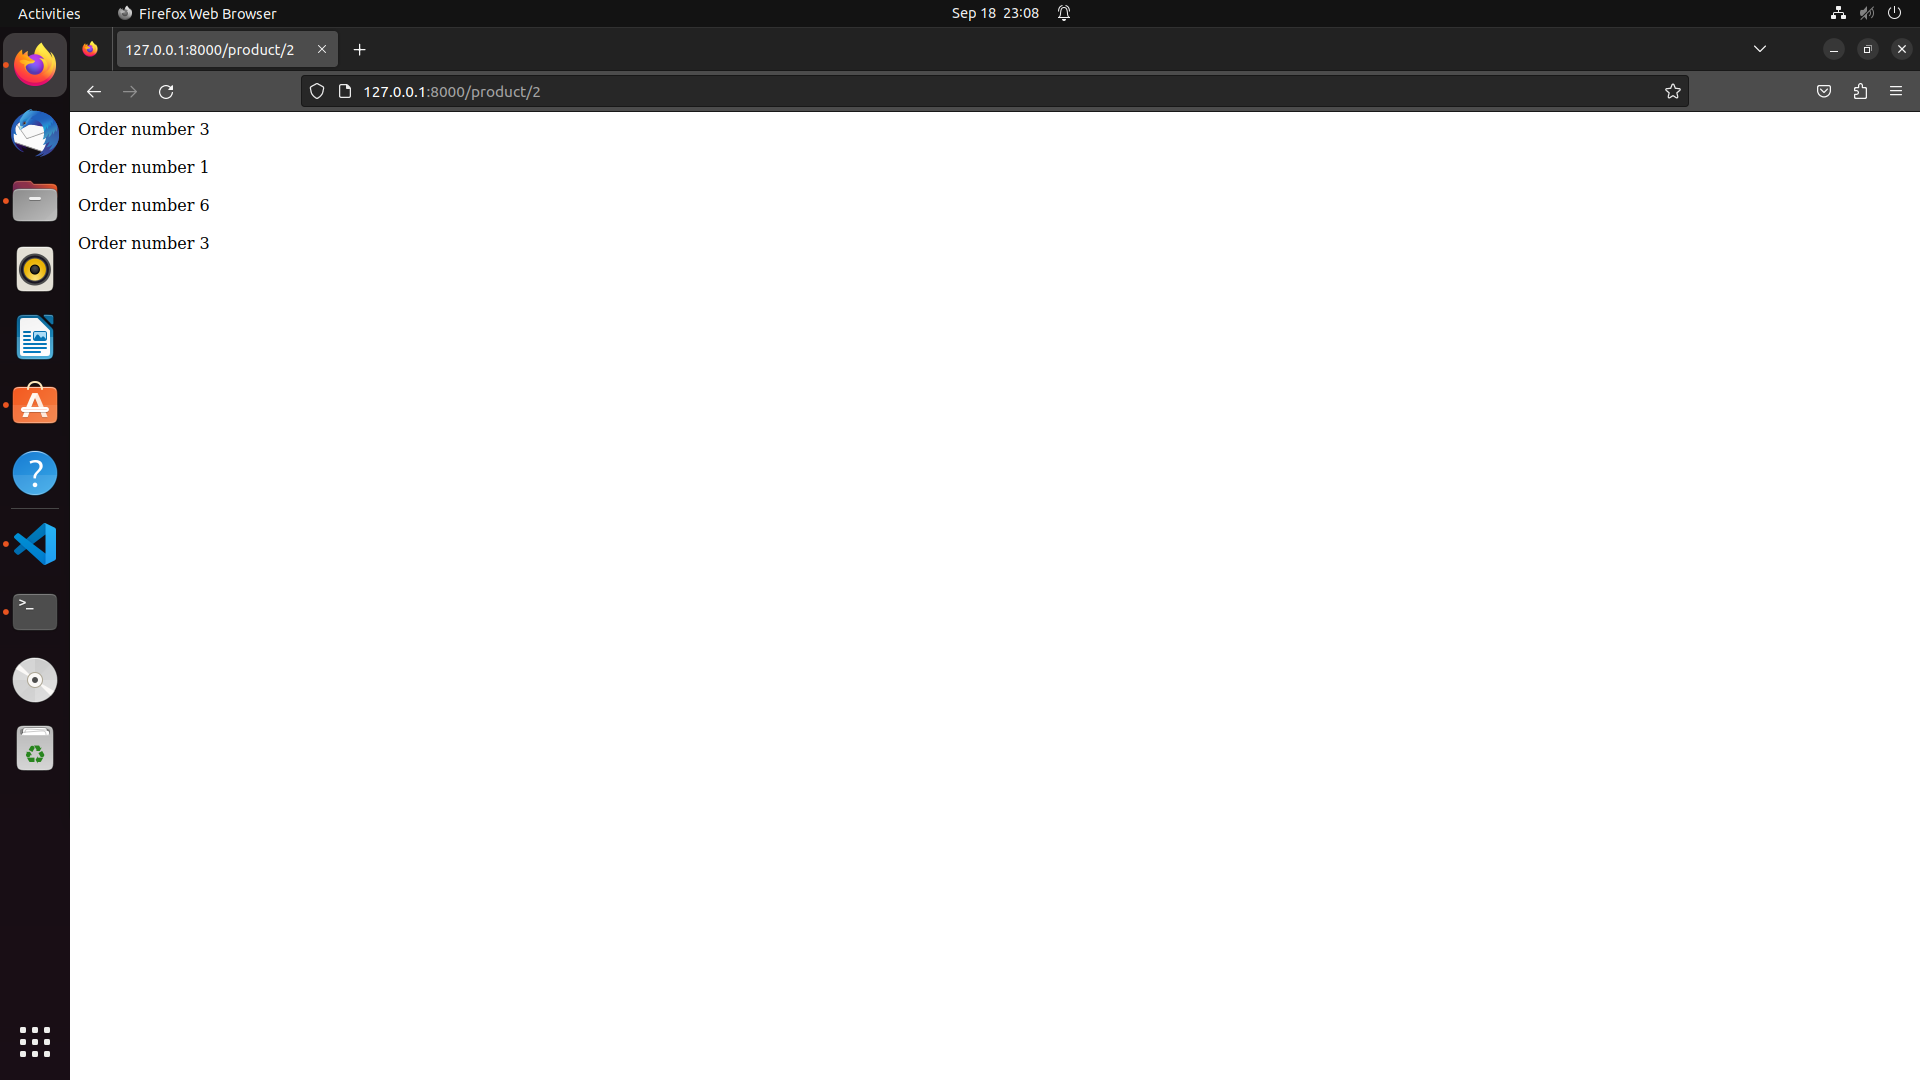 Activities
Firefox Web Browser
Sep 18 23:08
127.0.0.1:8000/product/2
127.0.0.1:8000/product/2
Order number 3
Order number 1
Order number 6
Order number 3
?
>_